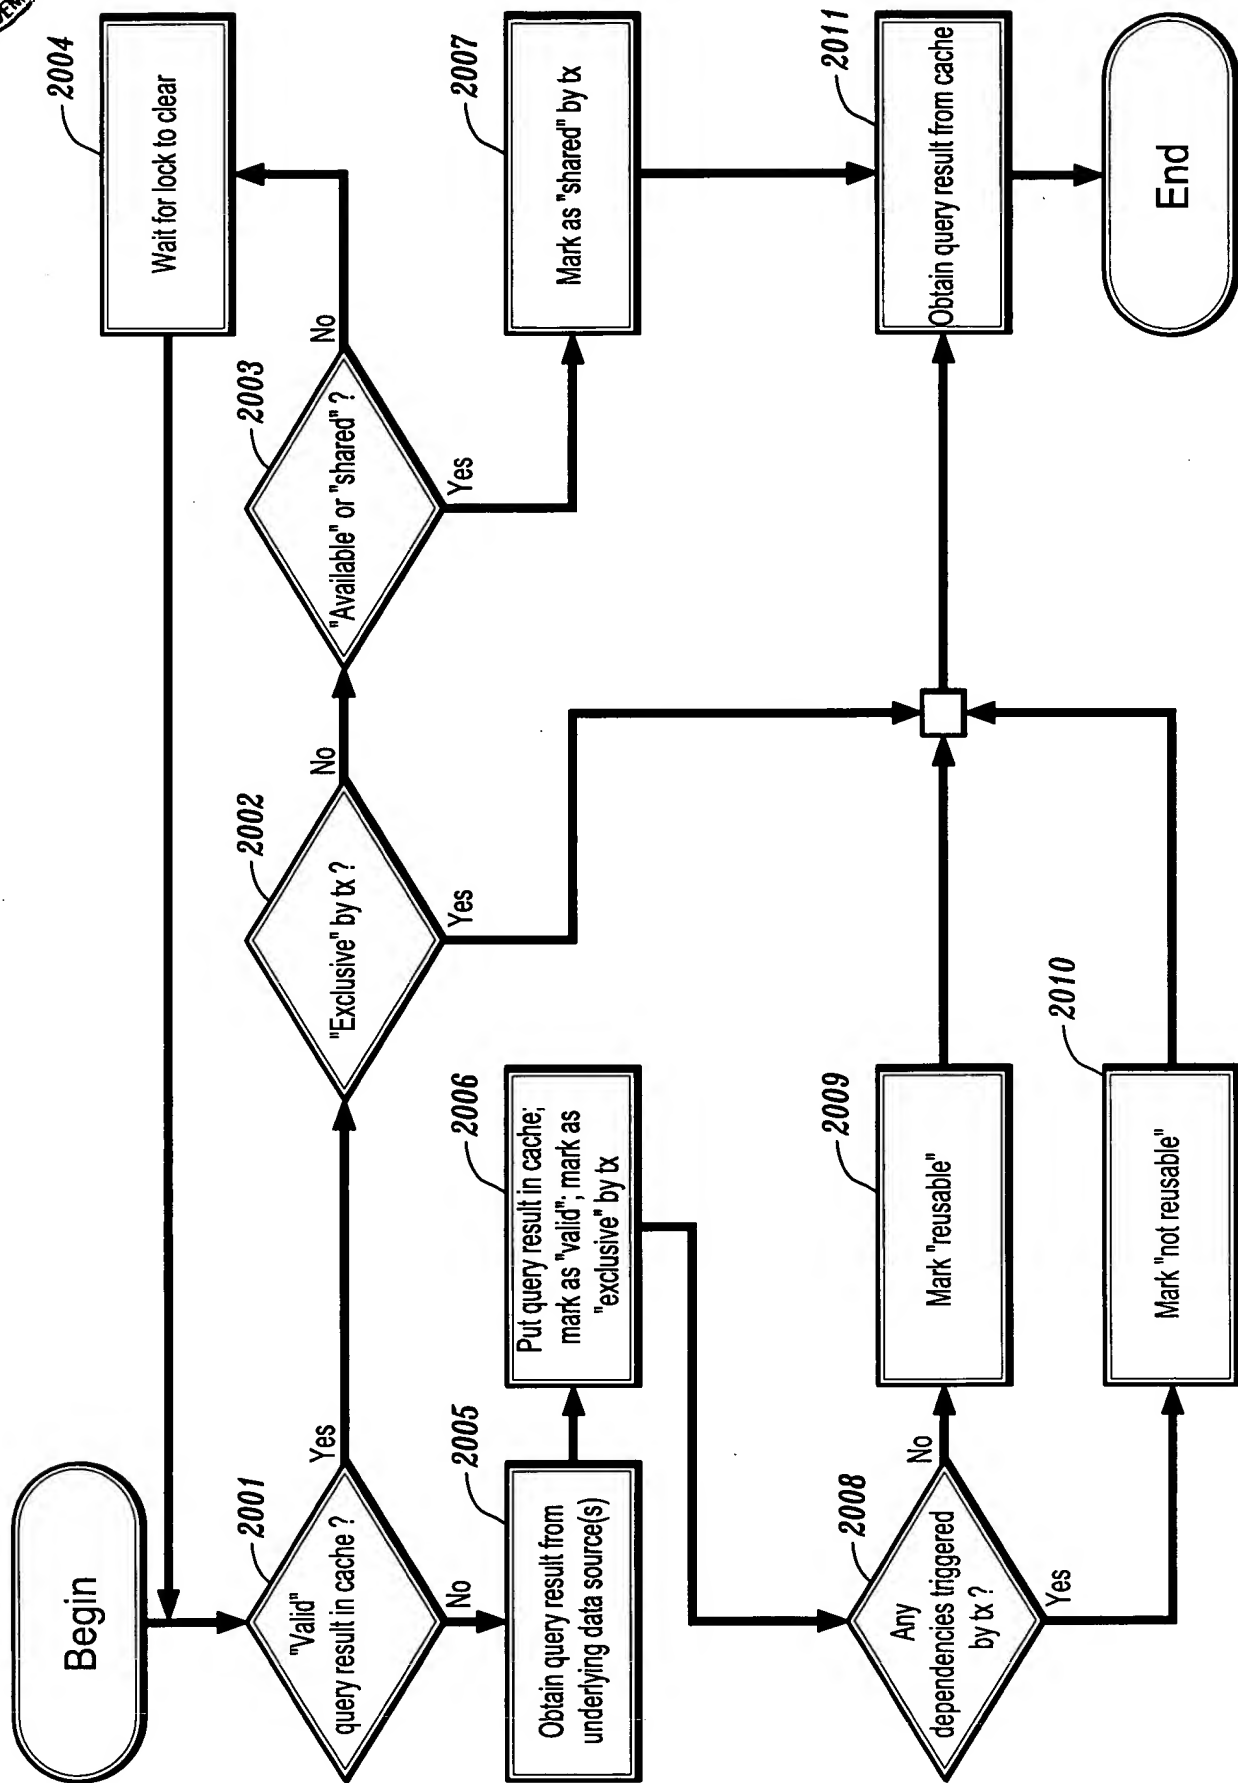 Begin
2001
"Valid"
query result in cache ?
Yes
No
2002
"Exclusive" by tx ?
No
Yes
2003
"Available" or "shared" ?
No
Yes
2004
Wait for lock to clear
2005
Obtain query result from
underlying data source(s)
2006
Put query result in cache;
mark as "valid"; mark as
"exclusive" by tx
2007
Mark as "shared" by tx
2008
Any
dependencies triggered
by tx ?
No
Yes
2009
Mark "reusable"
2010
Mark "not reusable"
2011
Obtain query result from cache
End